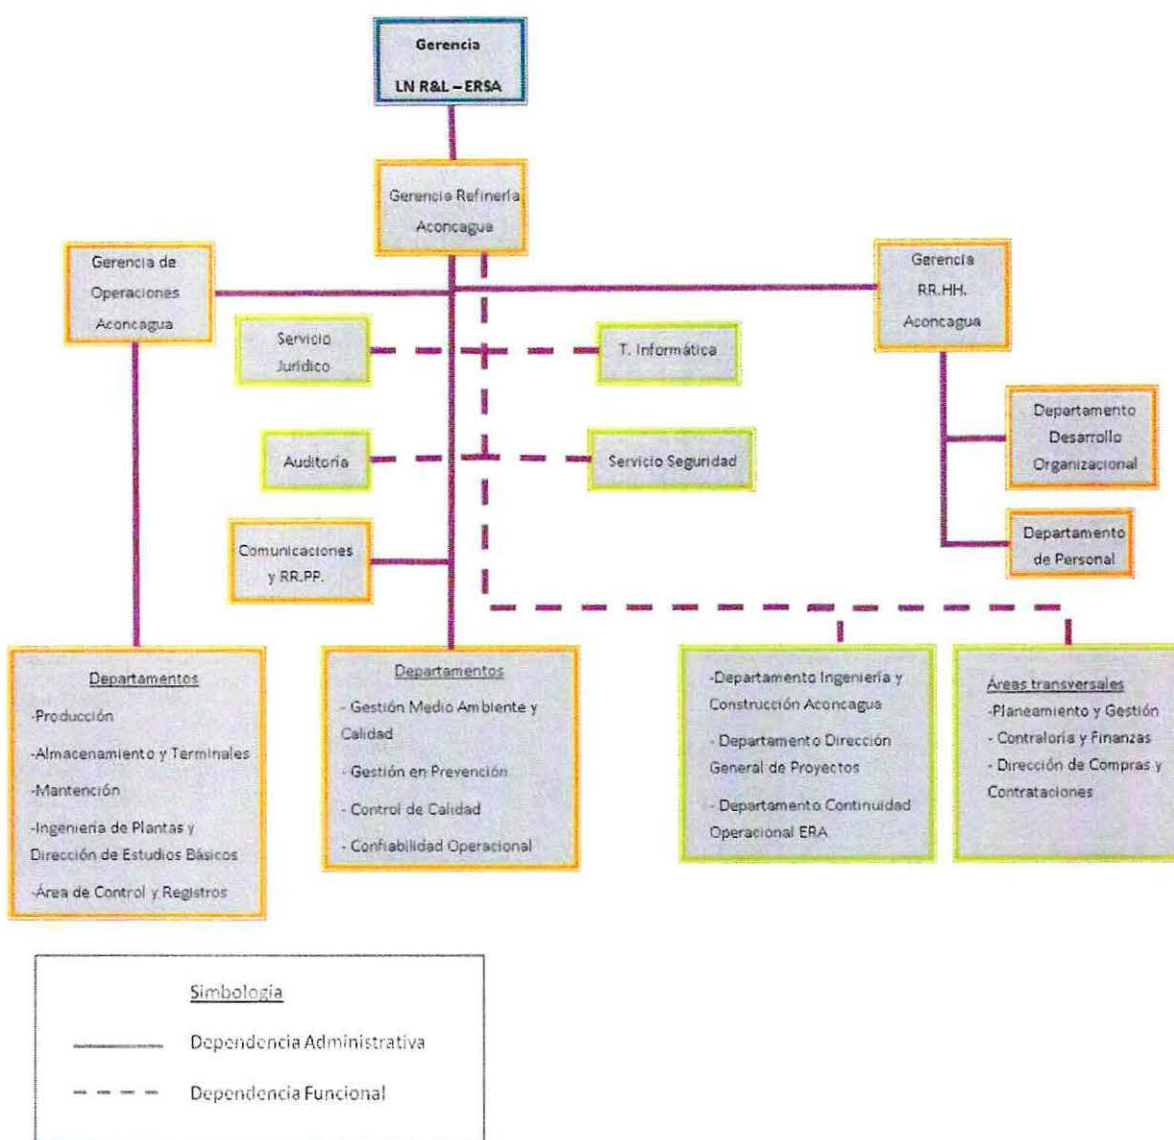 Gerencia
LN R&L – ERSA
Gerencia Refinería
Aconcagua
Gerencia de
Operaciones
Aconcagua
Gerencia
RR.HH.
Aconcagua
Servicio
Jurídico
T. Informática
Auditoría
Servicio Seguridad
Departamento
Desarrollo
Organizacional
Comunicaciones
y RR.PP.
Departamento
de Personal
Departamentos
-Producción
-Almacenamiento y Terminales
-Mantención
-Ingeniería de Plantas y
Dirección de Estudios Básicos
-Área de Control y Registros
Departamentos
- Gestión Medio Ambiente y
Calidad
- Gestión en Prevención
- Control de Calidad
- Confiabilidad Operacional
-Departamento Ingeniería y
Construcción Aconcagua
- Departamento Dirección
General de Proyectos
- Departamento Continuidad
Operacional ERA
Áreas transversales
-Planeamiento y Gestión
- Contraloría y Finanzas
- Dirección de Compras y
Contrataciones
Simbología
Dependencia Administrativa
Dependencia Funcional